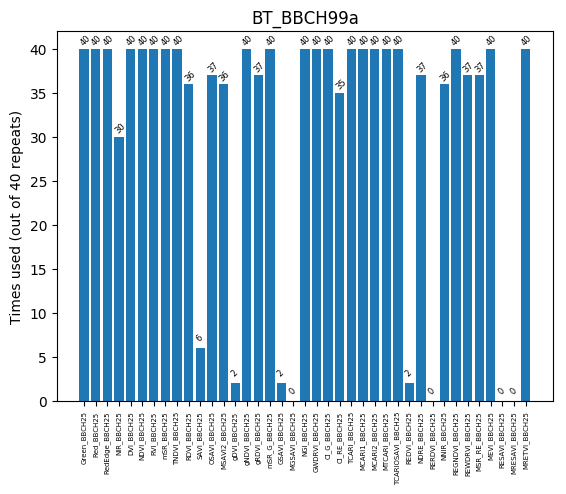 BT_BBCH99a
Times used (out of 40 repeats)
40
35
30
25
20
15
10
5
0
40
40
40
30
40
40
40
40
40
36
6
37
36
2
40
37
40
2
0
40
40
40
35
40
40
40
40
40
2
37
0
36
40
37
37
40
0
0
40
Green_BBCH25
Red_BBCH25
RedEdge_BBCH25
NIR_BBCH25
DVI_BBCH25
NDVI_BBCH25
RVI_BBCH25
mSR_BBCH25
TNDVI_BBCH25
RDVI_BBCH25
SAVI_BBCH25
OSAVI_BBCH25
MSAVI2_BBCH25
gDVI_BBCH25
gNDVI_BBCH25
gRDVI_BBCH25
mSR_G_BBCH25
GSAVI_BBCH25
MGSAVI_BBCH25
NGI_BBCH25
GWDRVI_BBCH25
CI_G_BBCH25
CI_RE_BBCH25
TCARI_BBCH25
MCARI1_BBCH25
MCARI2_BBCH25
MTCARI_BBCH25
TCARIOSAVI_BBCH25
REDVI_BBCH25
NDRE_BBCH25
RERDVI_BBCH25
NNIR_BBCH25
REGNDVI_BBCH25
REWDRVI_BBCH25
MSR_RE_BBCH25
MEVI_BBCH25
RESAVI_BBCH25
MRESAVI_BBCH25
MRETVI_BBCH25